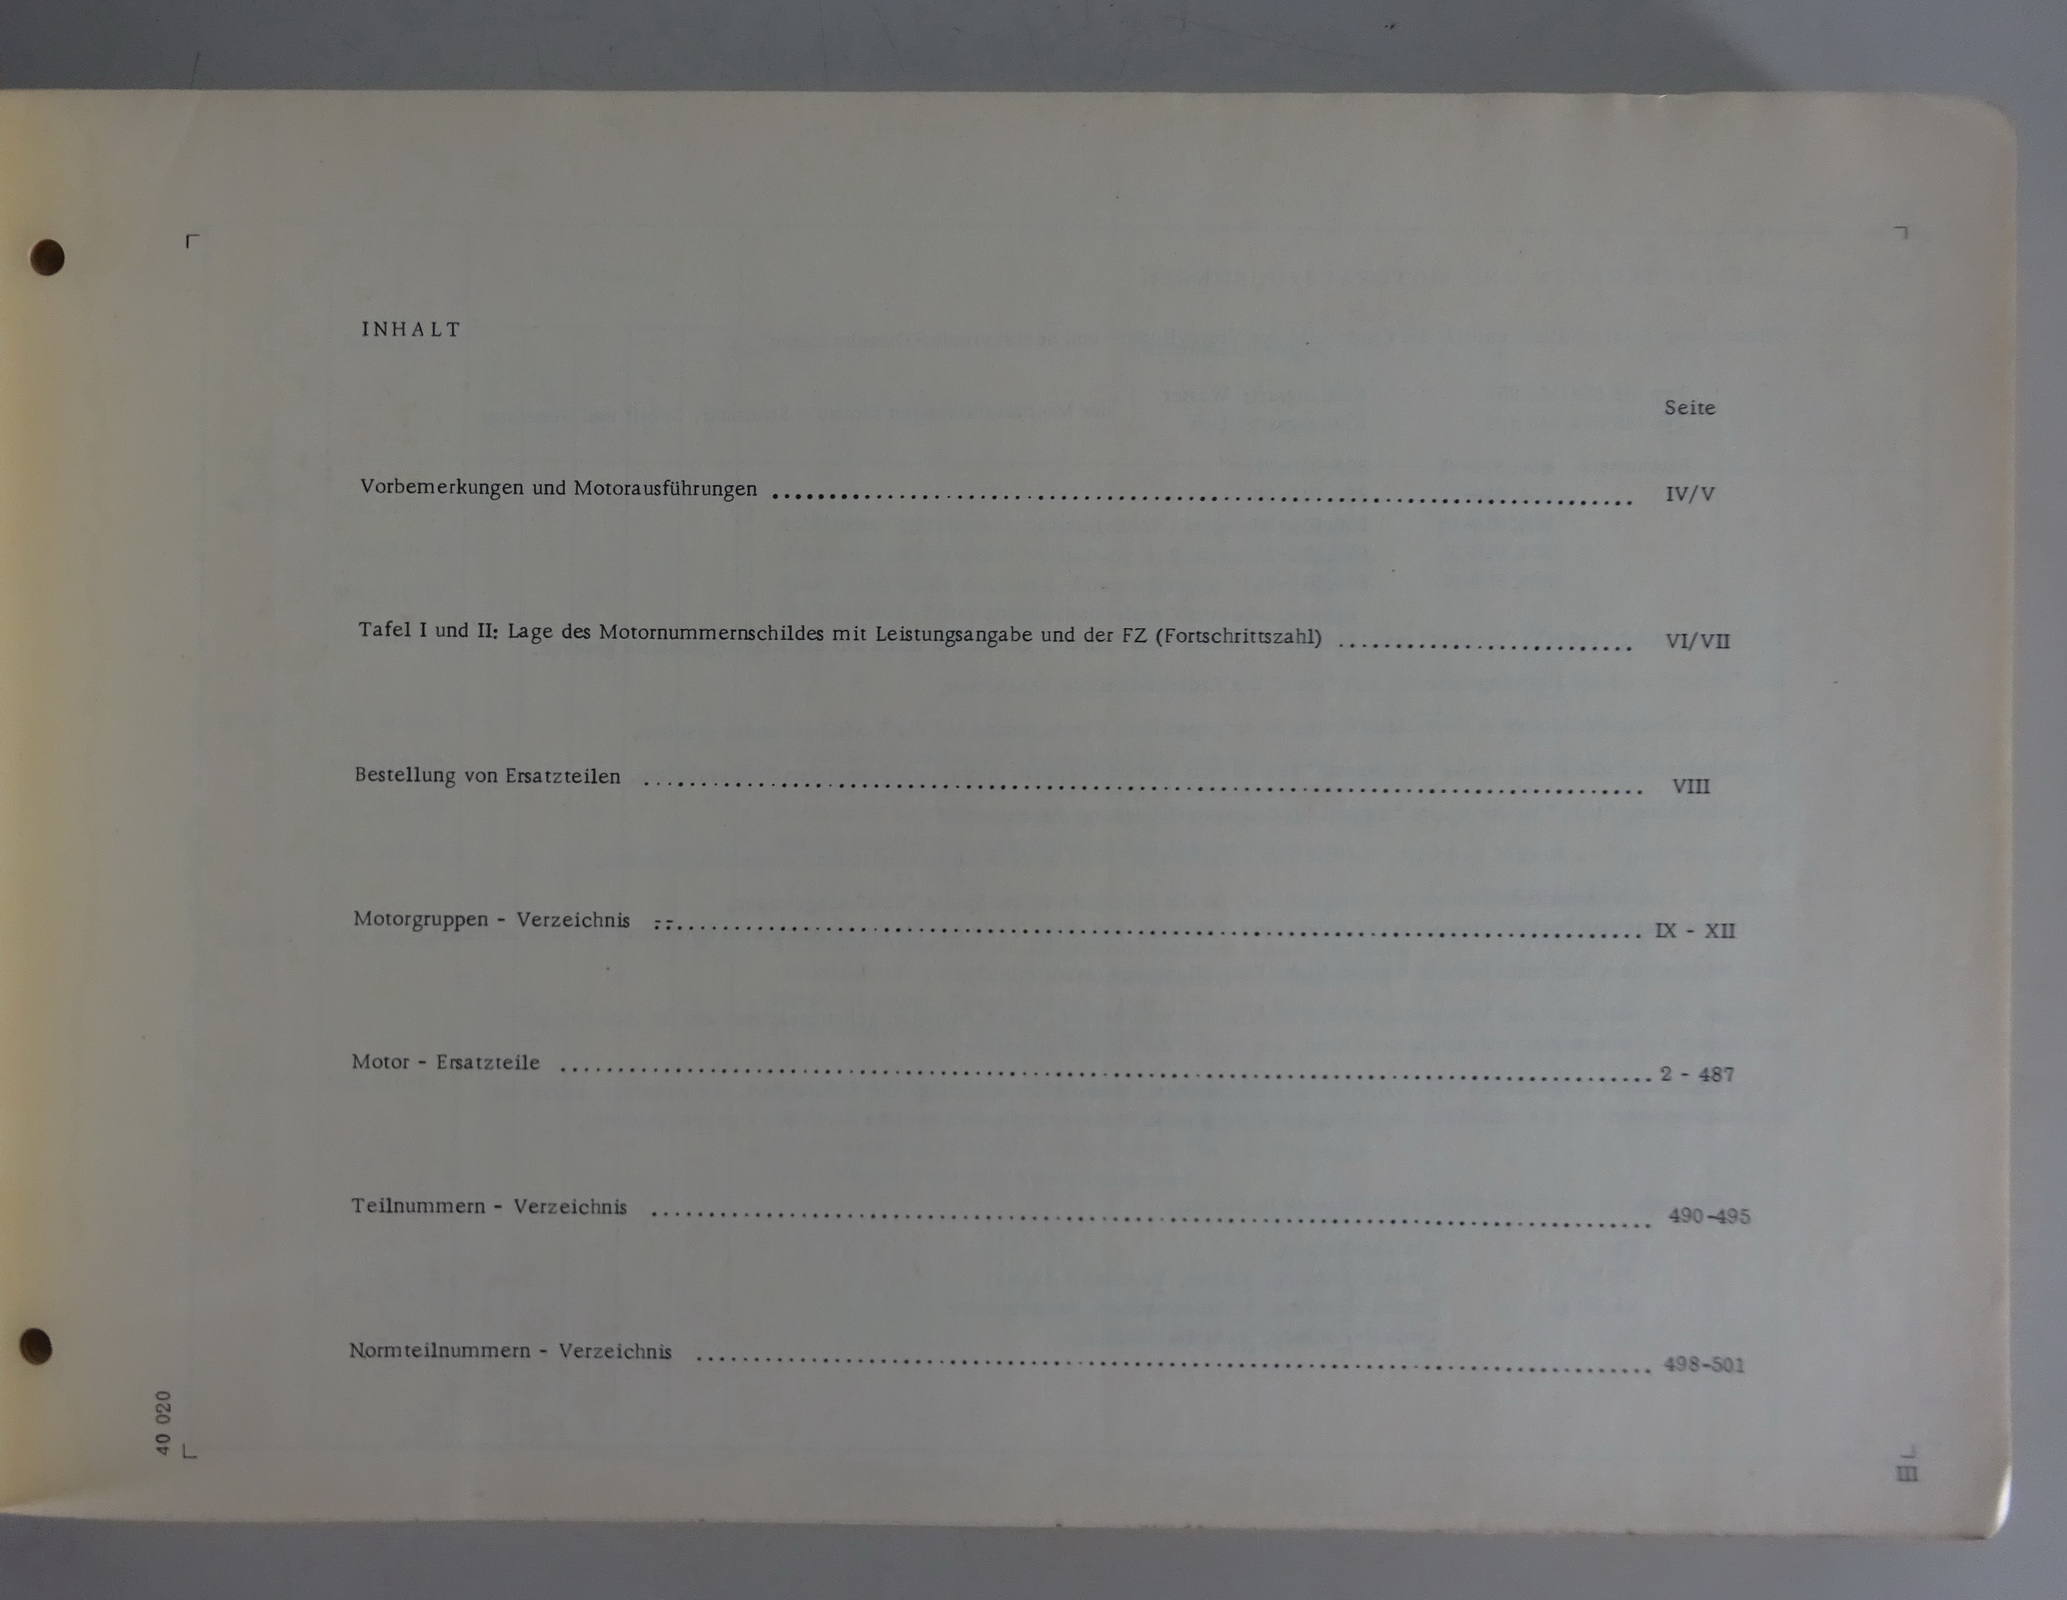 INHALT
Seite
Vorbemerkungen und Motorausführungen ........ IV/V
Tafel I und II: Lage des Motornummernschildes mit Leistungsangabe und der FZ (Fortschrittszahl) ........ VI/VII
Bestellung von Ersatzteilen ........ VIII
Motorgruppen - Verzeichnis ........ IX - XII
Motor - Ersatzteile ........ 2 - 487
Teilnummern - Verzeichnis ........ 490-495
Normteilnummern - Verzeichnis ........ 498-501
40 020
III